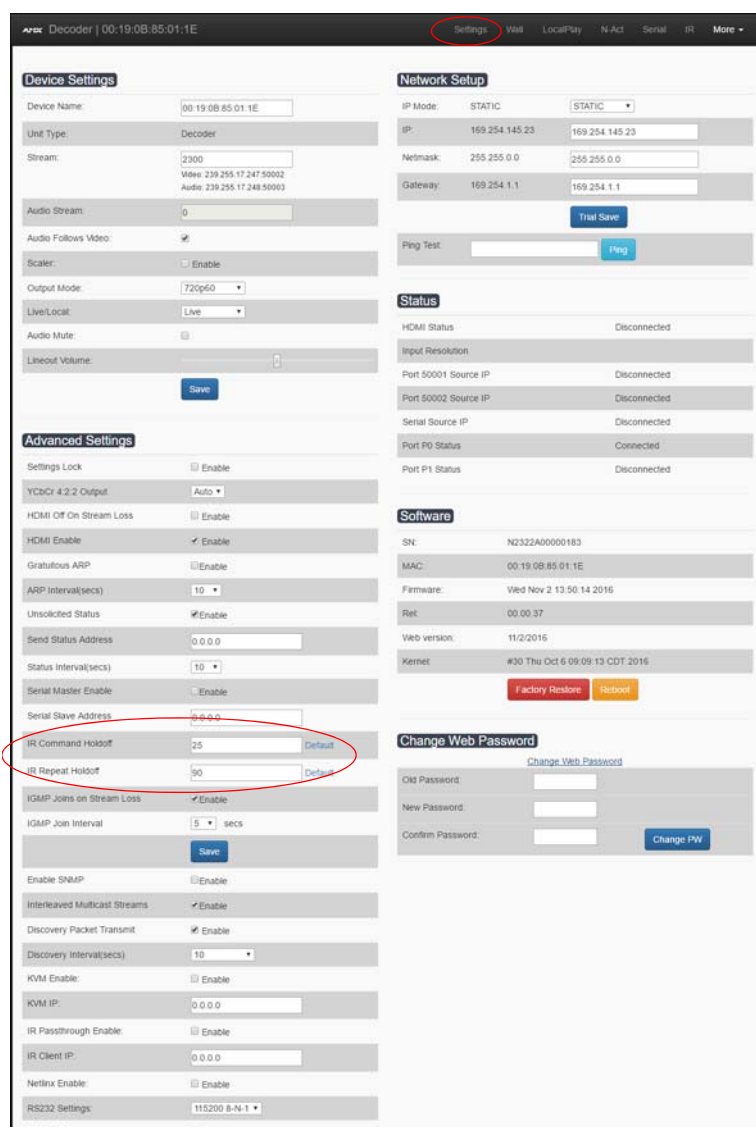 AMX Decoder | 00:19:0B:85:01:1E
Settings Wall LocalPlay N-Act Serial IR More
Device Settings
Device Name: 00:19:0B:85:01:1E
Unit Type: Decoder
Stream: 2300
Video: 239.255.17.247:50002
Audio: 239.255.17.248:50003
Audio Stream: 0
Audio Follows Video:
Scaler: Enable
Output Mode: 720p60
Live/Local: Live
Audio Mute:
Lineout Volume:
Save
Advanced Settings
Settings Lock Enable
YCbCr 4:2:2 Output Auto
HDMI Off On Stream Loss Enable
HDMI Enable Enable
Gratuitous ARP Enable
ARP Interval(secs) 10
Unsolicited Status Enable
Send Status Address 0.0.0.0
Status Interval(secs) 10
Serial Master Enable Enable
Serial Slave Address 0.0.0.0
IR Command Holdoff 25 Default
IR Repeat Holdoff 90 Default
IGMP Joins on Stream Loss Enable
IGMP Join Interval 5 secs
Save
Enable SNMP Enable
Interleaved Multicast Streams Enable
Discovery Packet Transmit Enable
Discovery Interval(secs) 10
KVM Enable: Enable
KVM IP: 0.0.0.0
IR Passthrough Enable: Enable
IR Client IP: 0.0.0.0
Netlinx Enable: Enable
RS232 Settings: 115200 8-N-1
Network Setup
IP Mode: STATIC STATIC
IP: 169.254.145.23 169.254.145.23
Netmask: 255.255.0.0 255.255.0.0
Gateway: 169.254.1.1 169.254.1.1
Trial Save
Ping Test: Ping
Status
HDMI Status Disconnected
Input Resolution
Port 50001 Source IP Disconnected
Port 50002 Source IP Disconnected
Serial Source IP Disconnected
Port P0 Status Connected
Port P1 Status Disconnected
Software
SN: N2322A00000183
MAC: 00:19:0B:85:01:1E
Firmware: Wed Nov 2 13:50:14 2016
Rel: 00.00.37
Web version: 11/2/2016
Kernel: #30 Thu Oct 6 09:09:13 CDT 2016
Factory Restore Reboot
Change Web Password
Change Web Password
Old Password:
New Password:
Confirm Password: Change PW